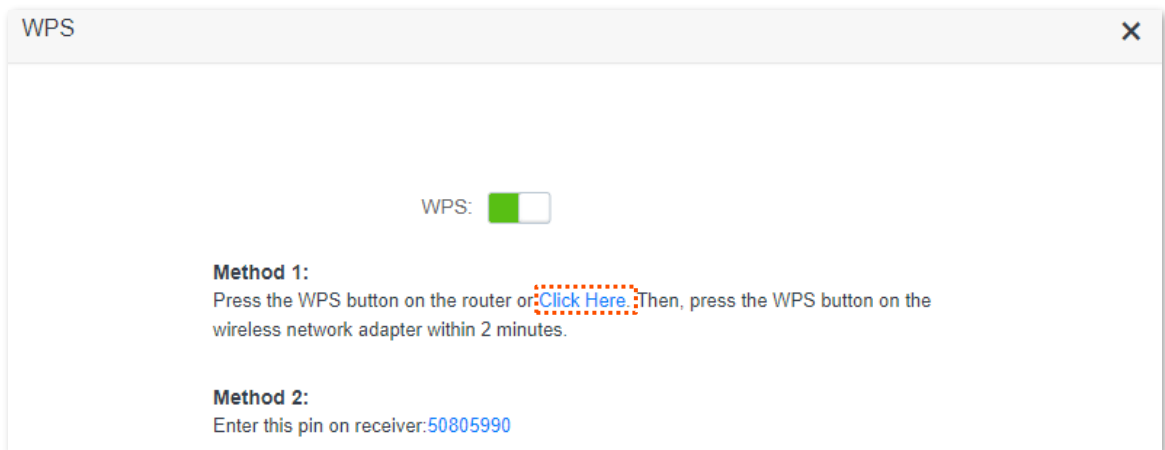 WPS
WPS:
Method 1:
Press the WPS button on the router or Click Here. Then, press the WPS button on the
wireless network adapter within 2 minutes.
Method 2:
Enter this pin on receiver:50805990